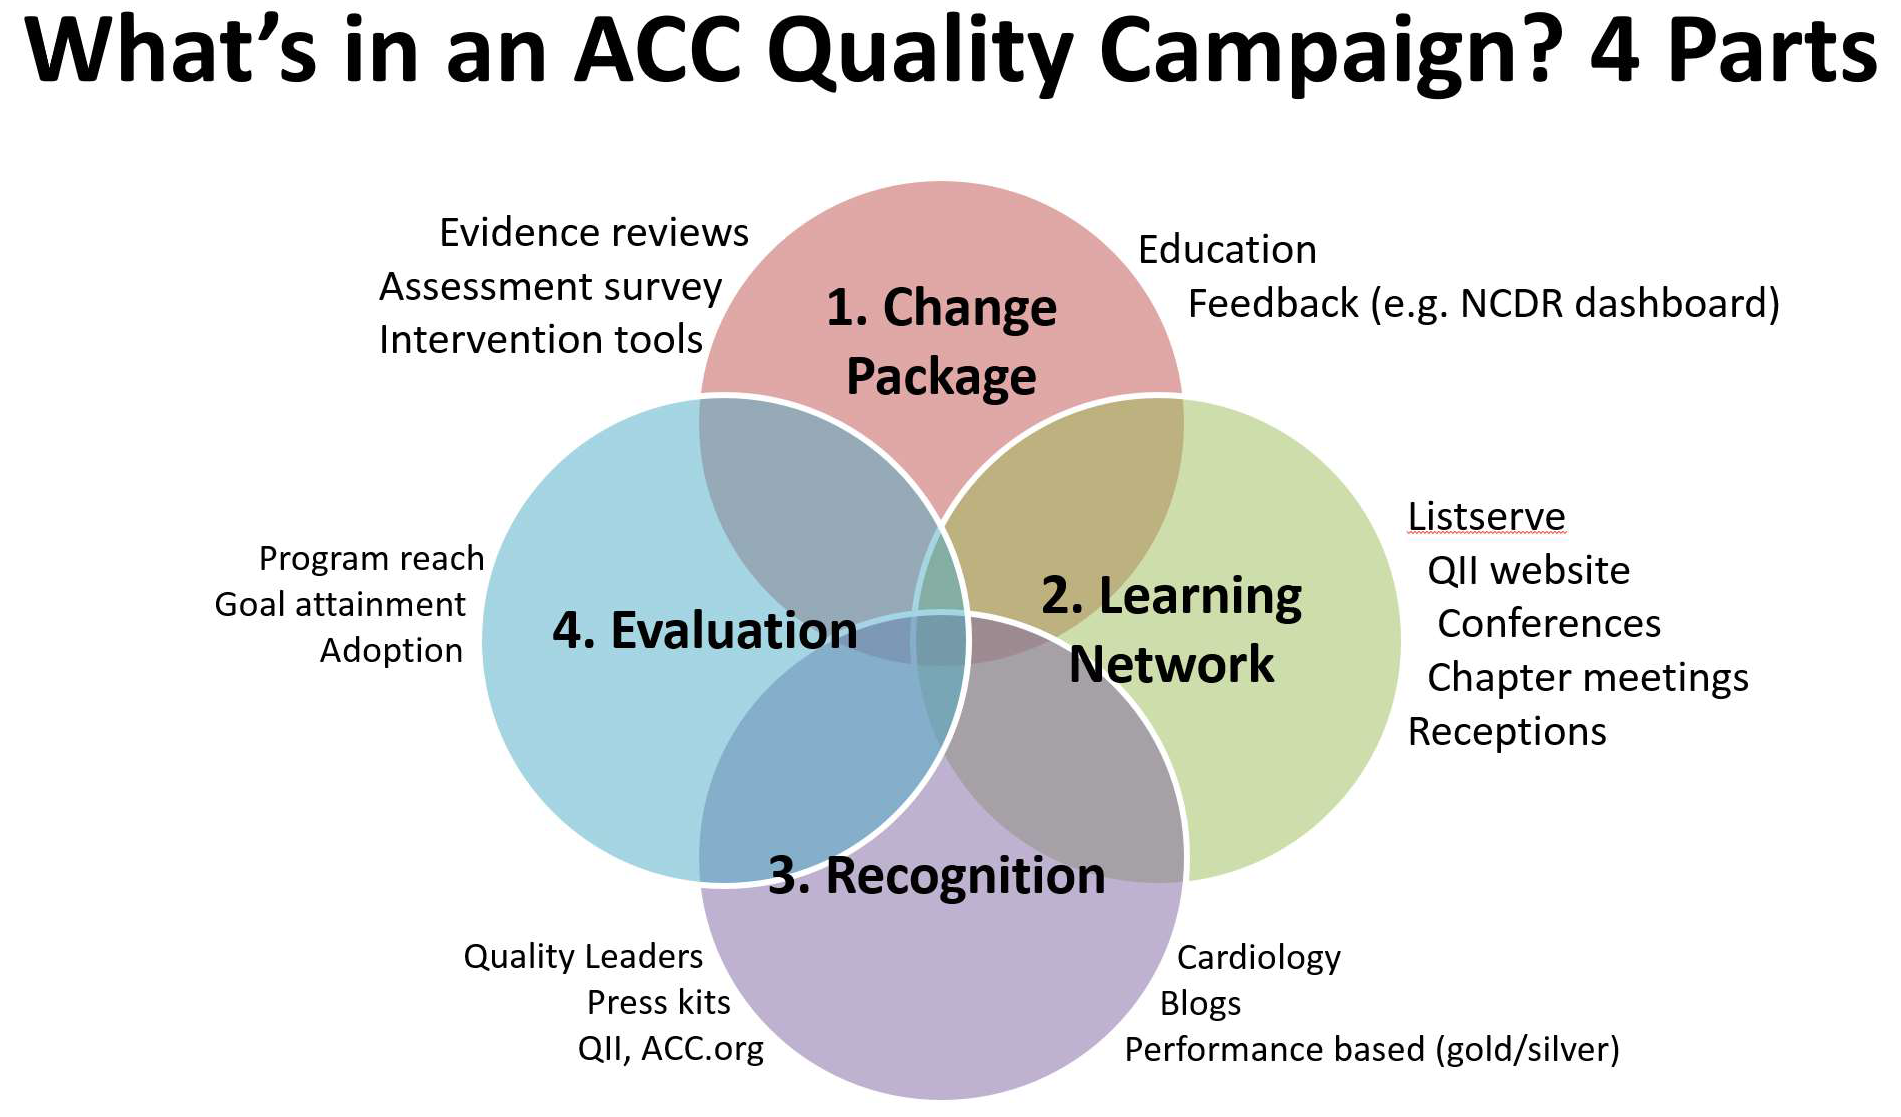 What's in an ACC Quality Campaign? 4 Parts
Evidence reviews
Assessment survey
Intervention tools
1. Change
Package
Education
Feedback (e.g. NCDR dashboard)
Program reach
Goal attainment
Adoption
4. Evaluation
2. Learning
Network
Listserve
QII website
Conferences
Chapter meetings
Receptions
3. Recognition
Quality Leaders
Press kits
QII, ACC.org
Cardiology
Blogs
Performance based (gold/silver)